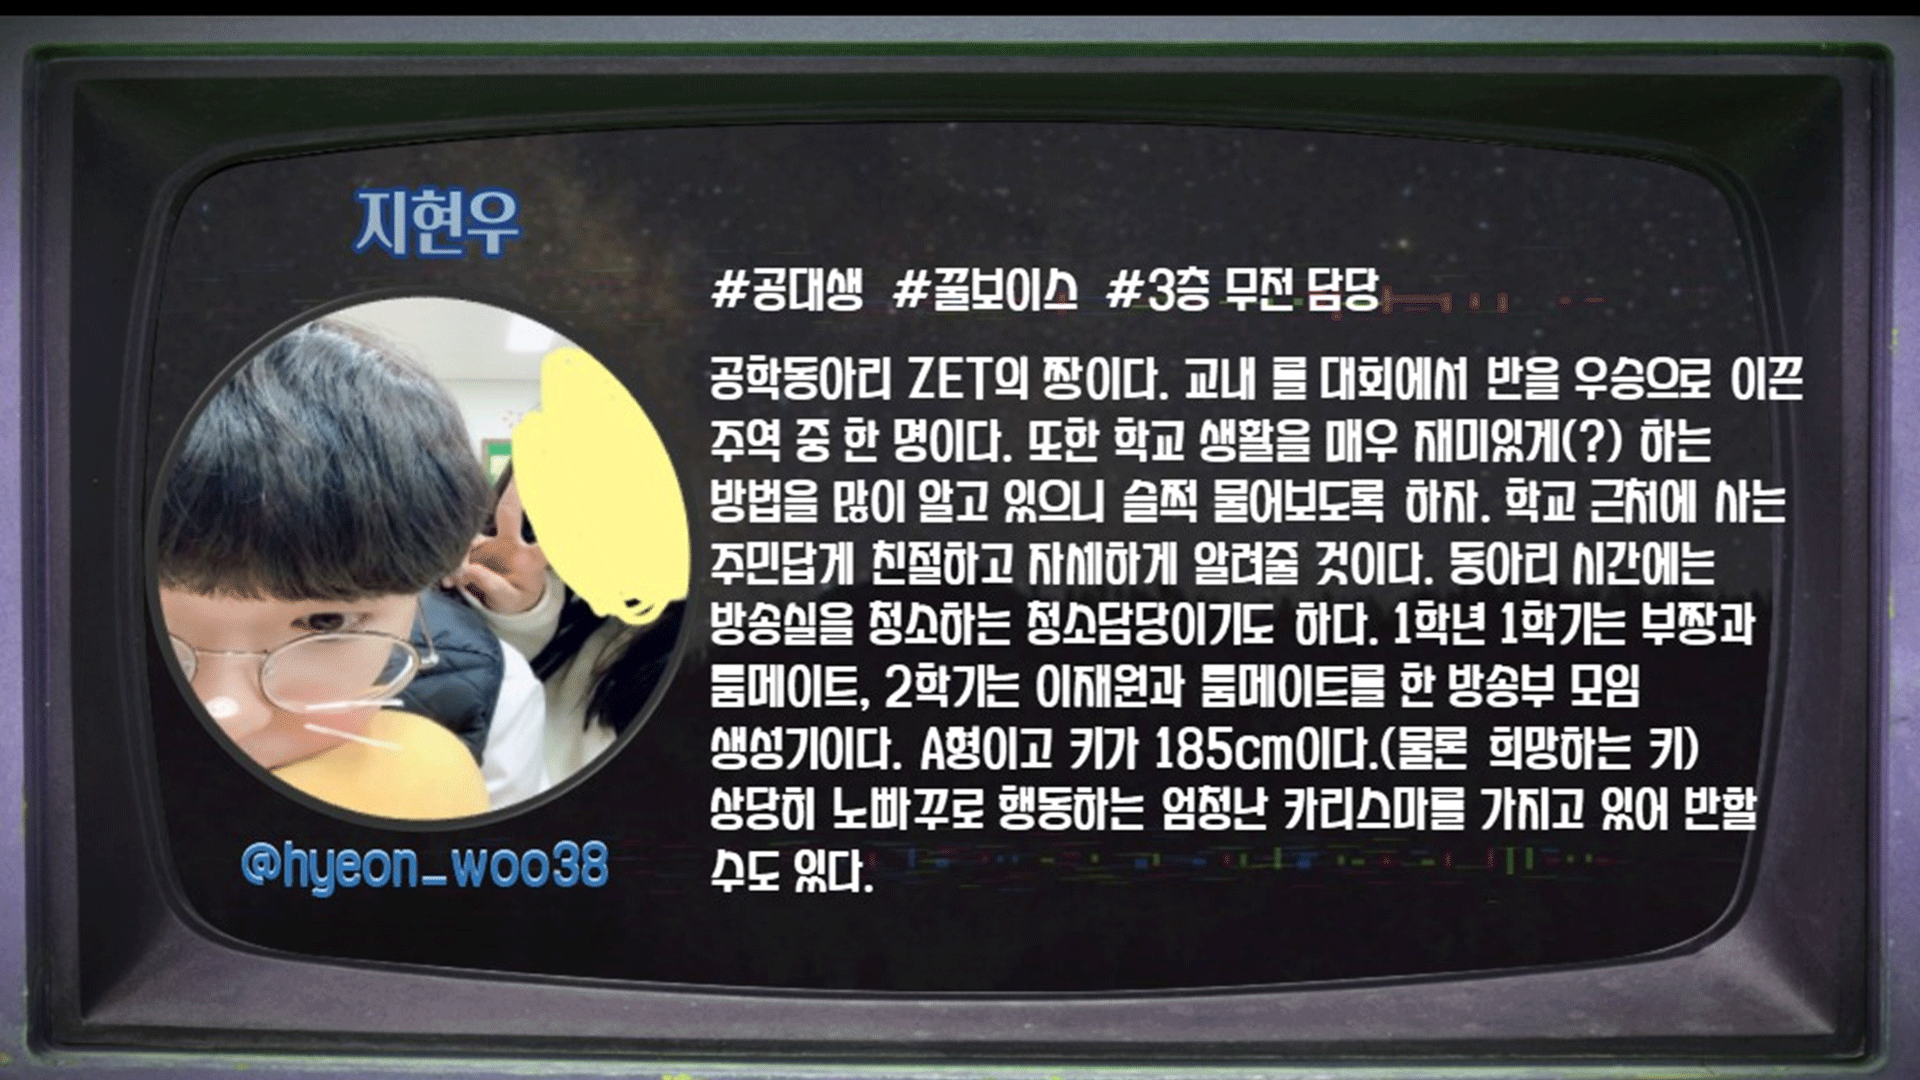 지현우
#공대생 #꿀보이스 #3층 무전 담당
공학동아리 ZET의 짱이다. 교내 롤 대회에서 반을 우승으로 이끈
주역 중 한 명이다. 또한 학교 생활을 매우 재미있게(?) 하는
방법을 많이 알고 있으니 슬쩍 물어보도록 하자. 학교 근처에 사는
주민답게 친절하고 자세하게 알려줄 것이다. 동아리 시간에는
방송실을 청소하는 청소담당이기도 하다. 1학년 1학기는 부짱과
룸메이트, 2학기는 이재원과 룸메이트를 한 방송부 모임
생성기이다. A형이고 키가 185cm이다.(물론 희망하는 키)
상당히 노빠꾸로 행동하는 엄청난 카리스마를 가지고 있어 반할
수도 있다.
@hyeon_woo38